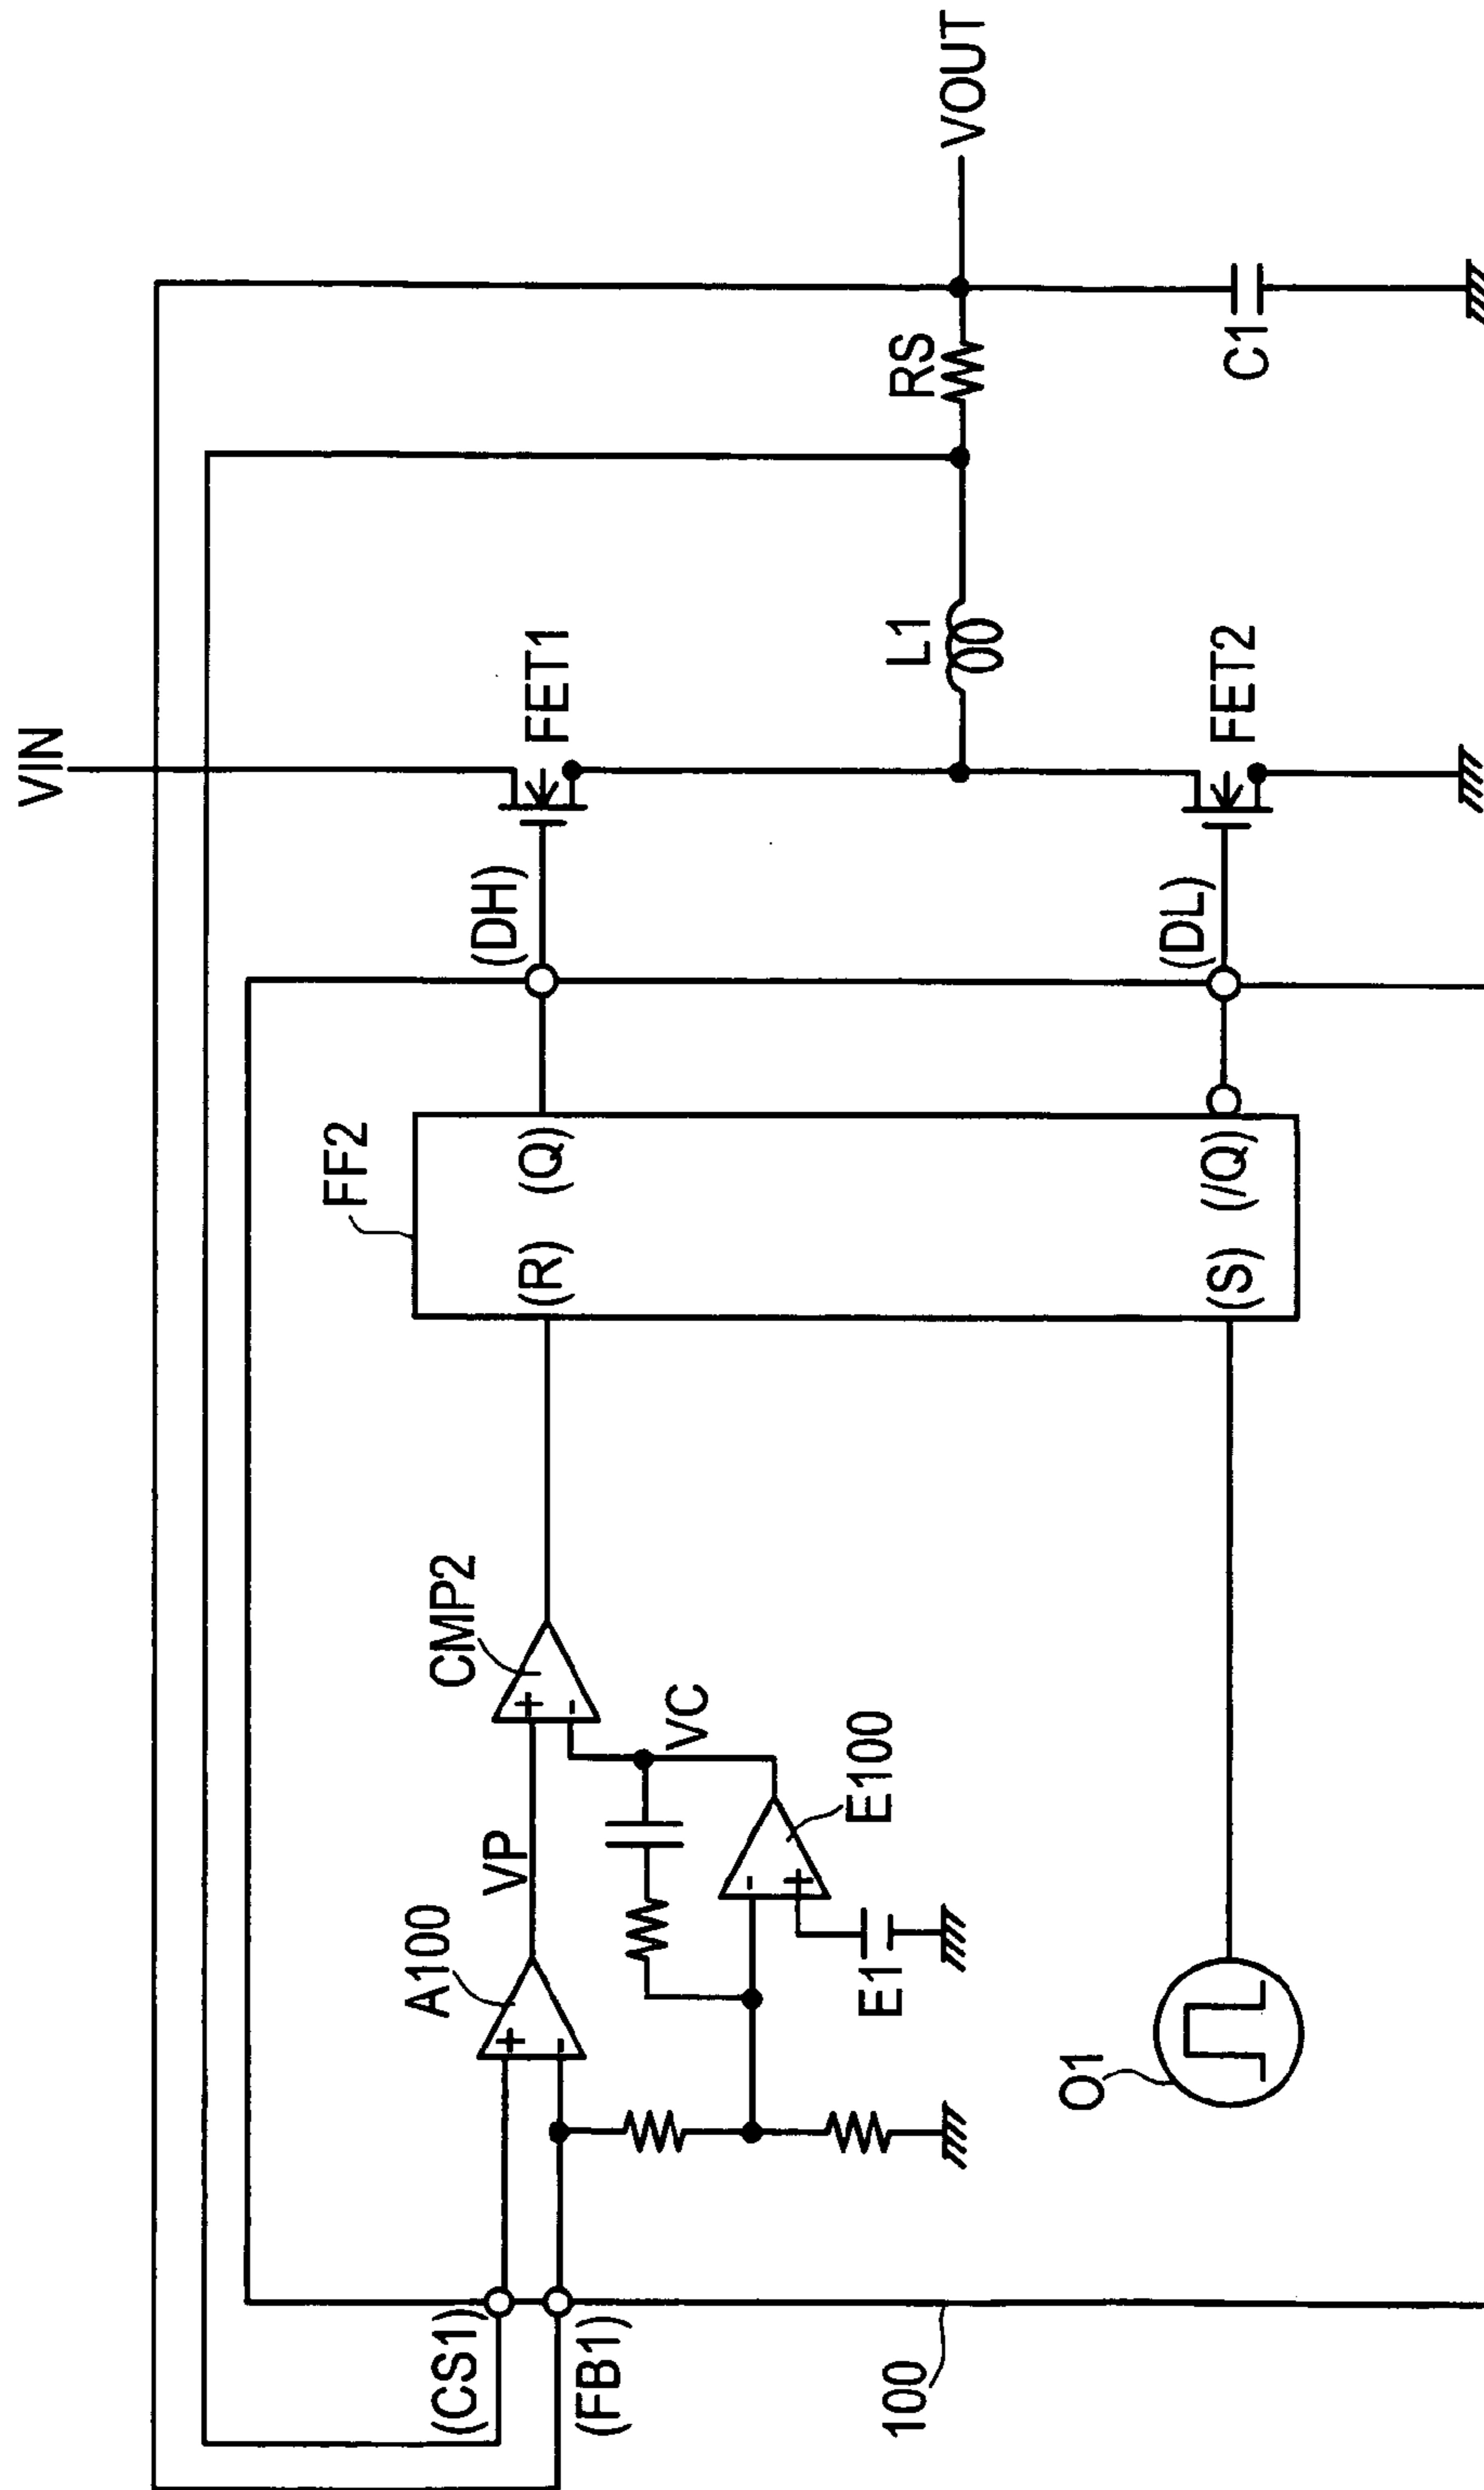 VIN
VOUT
RS
C1
L1
FET1
FET2
(DH)
(DL)
FF2
(R) (Q)
(S) (/Q)
CMP2
VC
VP
A100
E100
E1
O1
(CS1)
(FB1)
100
+
-
+
-
-
+